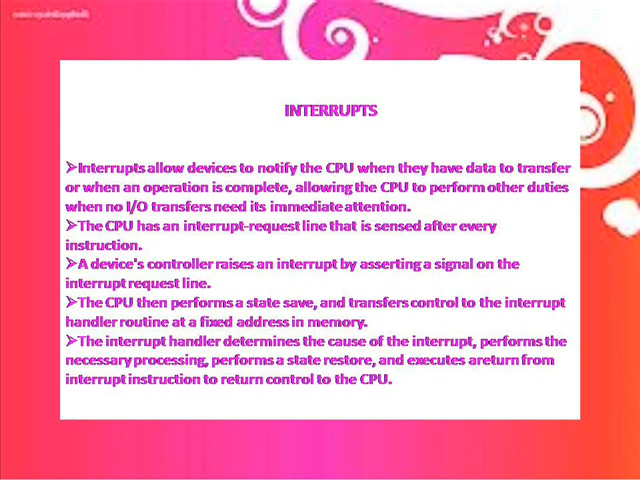 INTERRUPTS
➢Interrupts allow devices to notify the CPU when they have data to transfer
or when an operation is complete, allowing the CPU to perform other duties
when no I/O transfers need its immediate attention.
➢The CPU has an interrupt-request line that is sensed after every
instruction.
➢A device's controller raises an interrupt by asserting a signal on the
interrupt request line.
➢The CPU then performs a state save, and transfers control to the interrupt
handler routine at a fixed address in memory.
➢The interrupt handler determines the cause of the interrupt, performs the
necessary processing, performs a state restore, and executes areturn from
interrupt instruction to return control to the CPU.